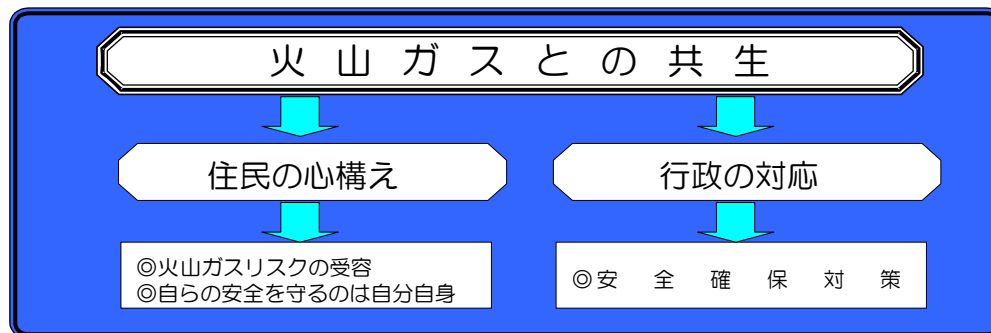 火山ガスとの共生
住民の心構え
行政の対応
◎火山ガスリスクの受容
◎自らの安全を守るのは自分自身
◎安全確保対策